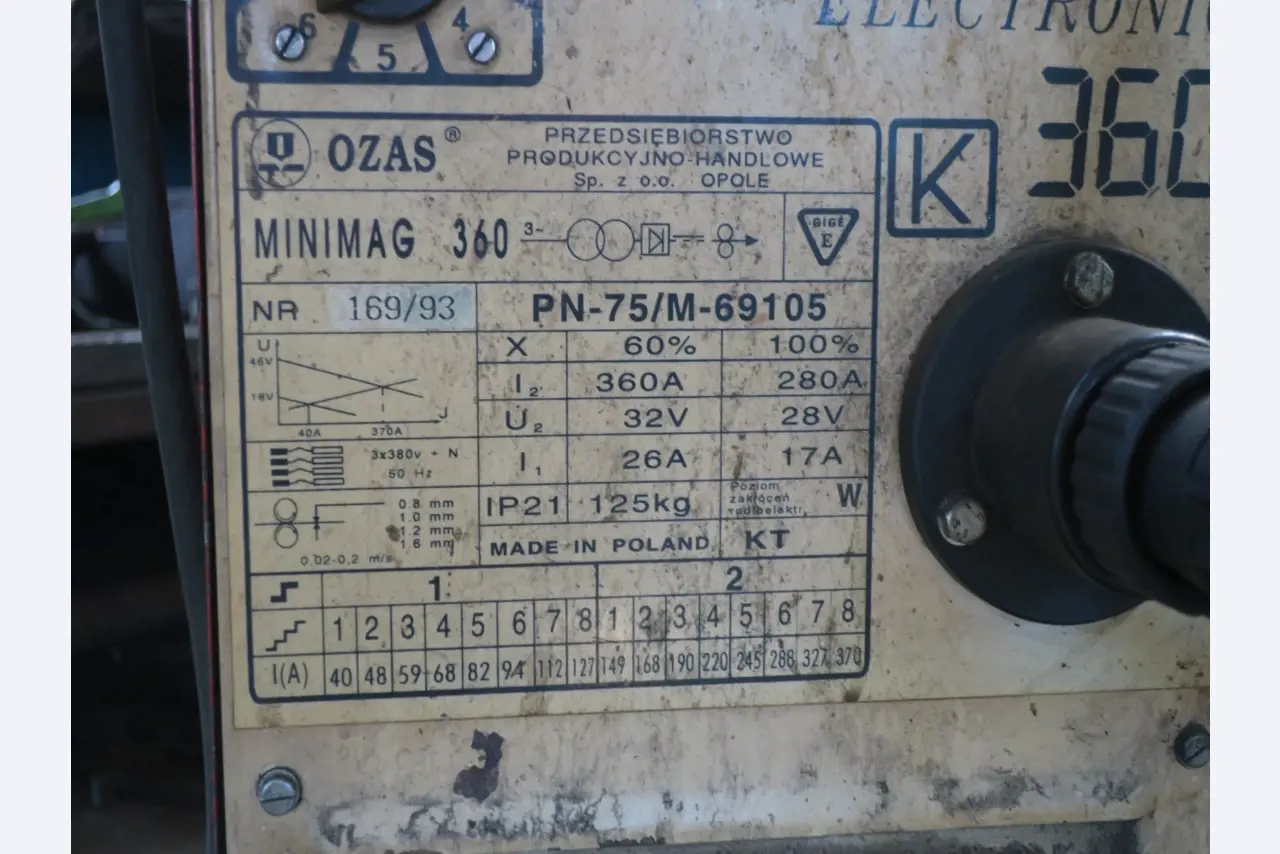 ELECTRONIC
6 5 4
360
OZAS®
PRZEDSIĘBIORSTWO
PRODUKCYJNO-HANDLOWE
Sp. z o.o. OPOLE
K
MINIMAG 360 3~
GIGE
E
NR 169/93
PN-75/M-69105
U
46V
18V
J
40A 370A
X 60% 100%
I₂ 360A 280A
U₂ 32V 28V
3x380v + N
50 Hz
I₁ 26A 17A
0.8 mm
1.0 mm
1.2 mm
1.6 mm
0,02-0,2 m/s
IP21 125kg Poziom zakłóceń radioelektr. W
MADE IN POLAND KT
1 2
1 2 3 4 5 6 7 8 1 2 3 4 5 6 7 8
I(A) 40 48 59 68 82 94 112 127 149 168 190 220 245 288 327 370